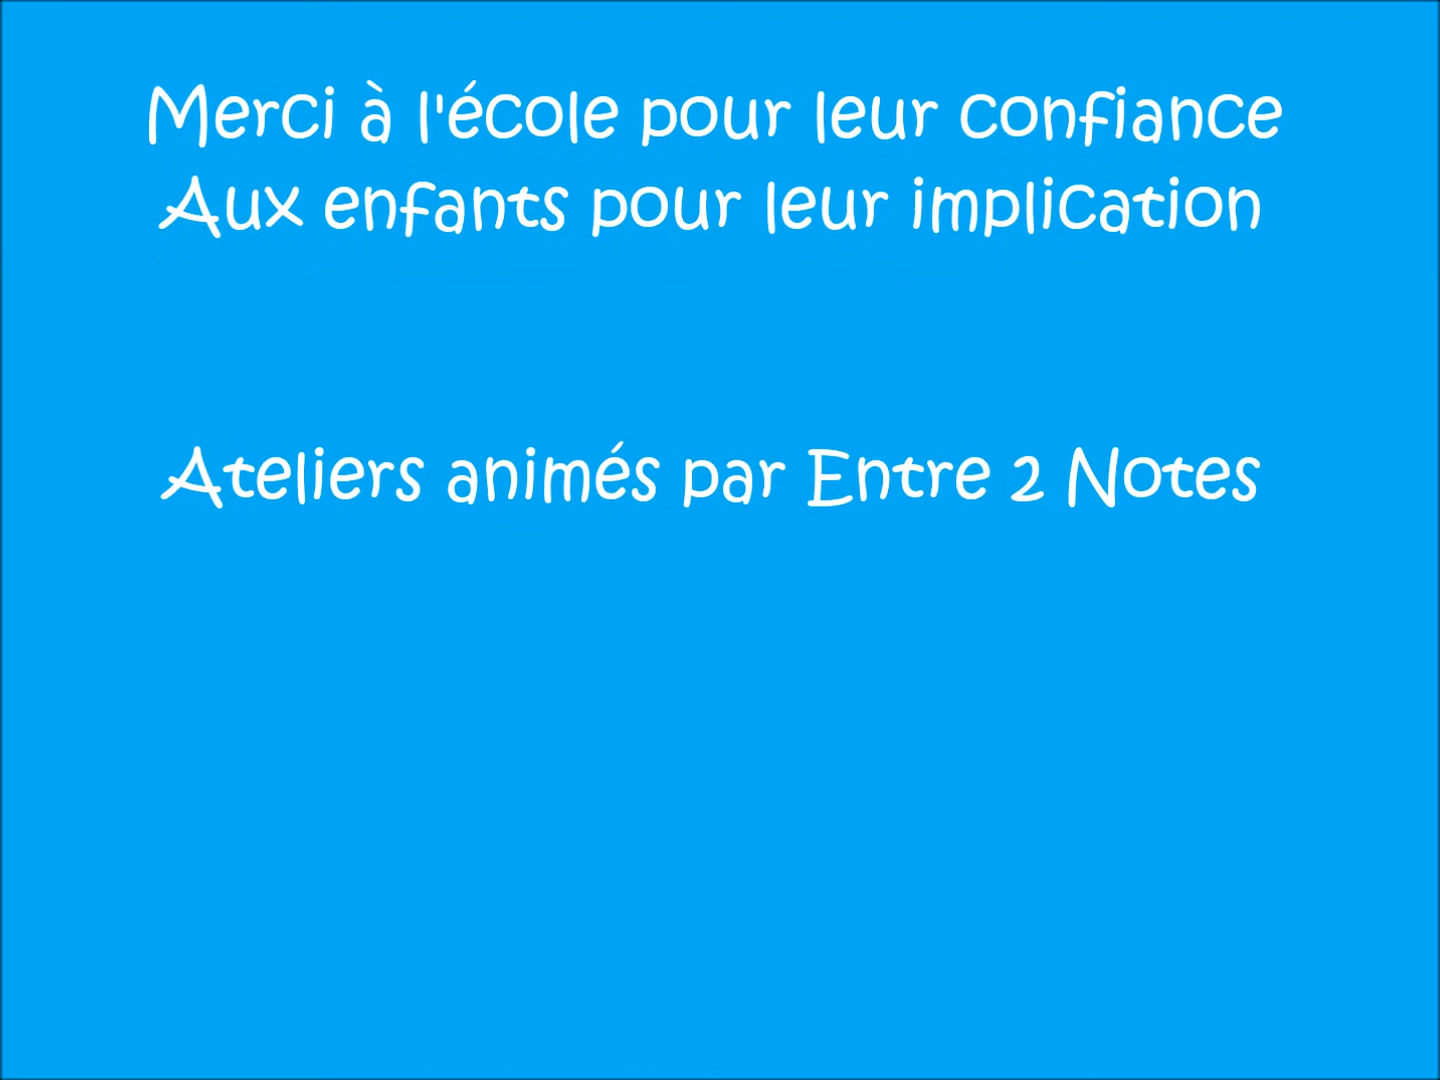 Merci à l'école pour leur confiance
Aux enfants pour leur implication
Ateliers animés par Entre 2 Notes